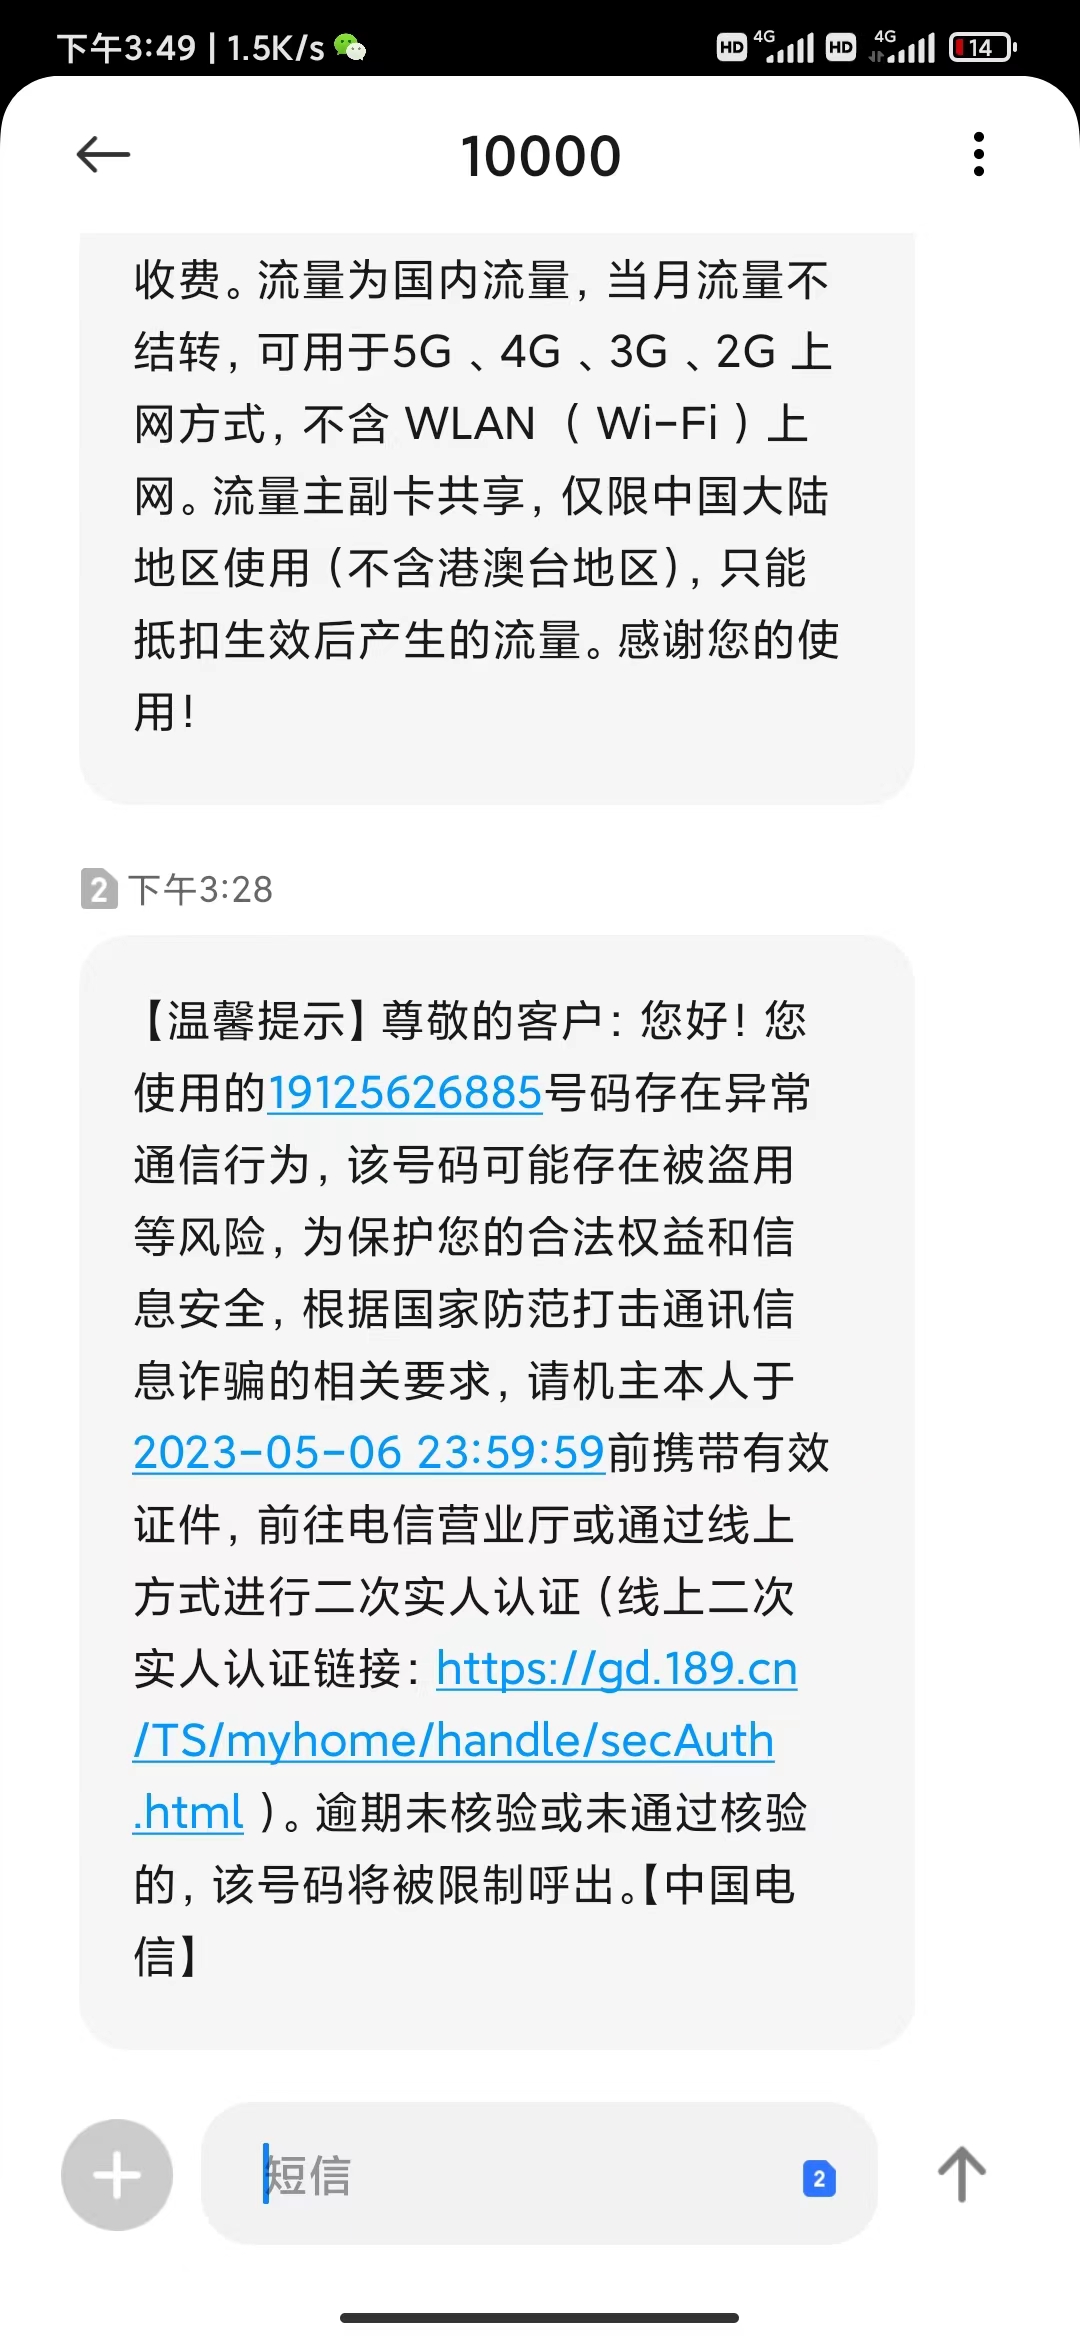 下午3:49 | 1.5K/s
HD 4G HD 4G 14
10000
收费。流量为国内流量，当月流量不
结转，可用于5G 、4G 、3G 、2G 上
网方式，不含 WLAN （ Wi-Fi ）上
网。流量主副卡共享，仅限中国大陆
地区使用（不含港澳台地区），只能
抵扣生效后产生的流量。感谢您的使
用！
2 下午3:28
【温馨提示】尊敬的客户：您好！您
使用的19125626885号码存在异常
通信行为，该号码可能存在被盗用
等风险，为保护您的合法权益和信
息安全，根据国家防范打击通讯信
息诈骗的相关要求，请机主本人于
2023-05-06 23:59:59前携带有效
证件，前往电信营业厅或通过线上
方式进行二次实人认证（线上二次
实人认证链接：https://gd.189.cn
/TS/myhome/handle/secAuth
.html ）。逾期未核验或未通过核验
的，该号码将被限制呼出。【中国电
信】
短信 2